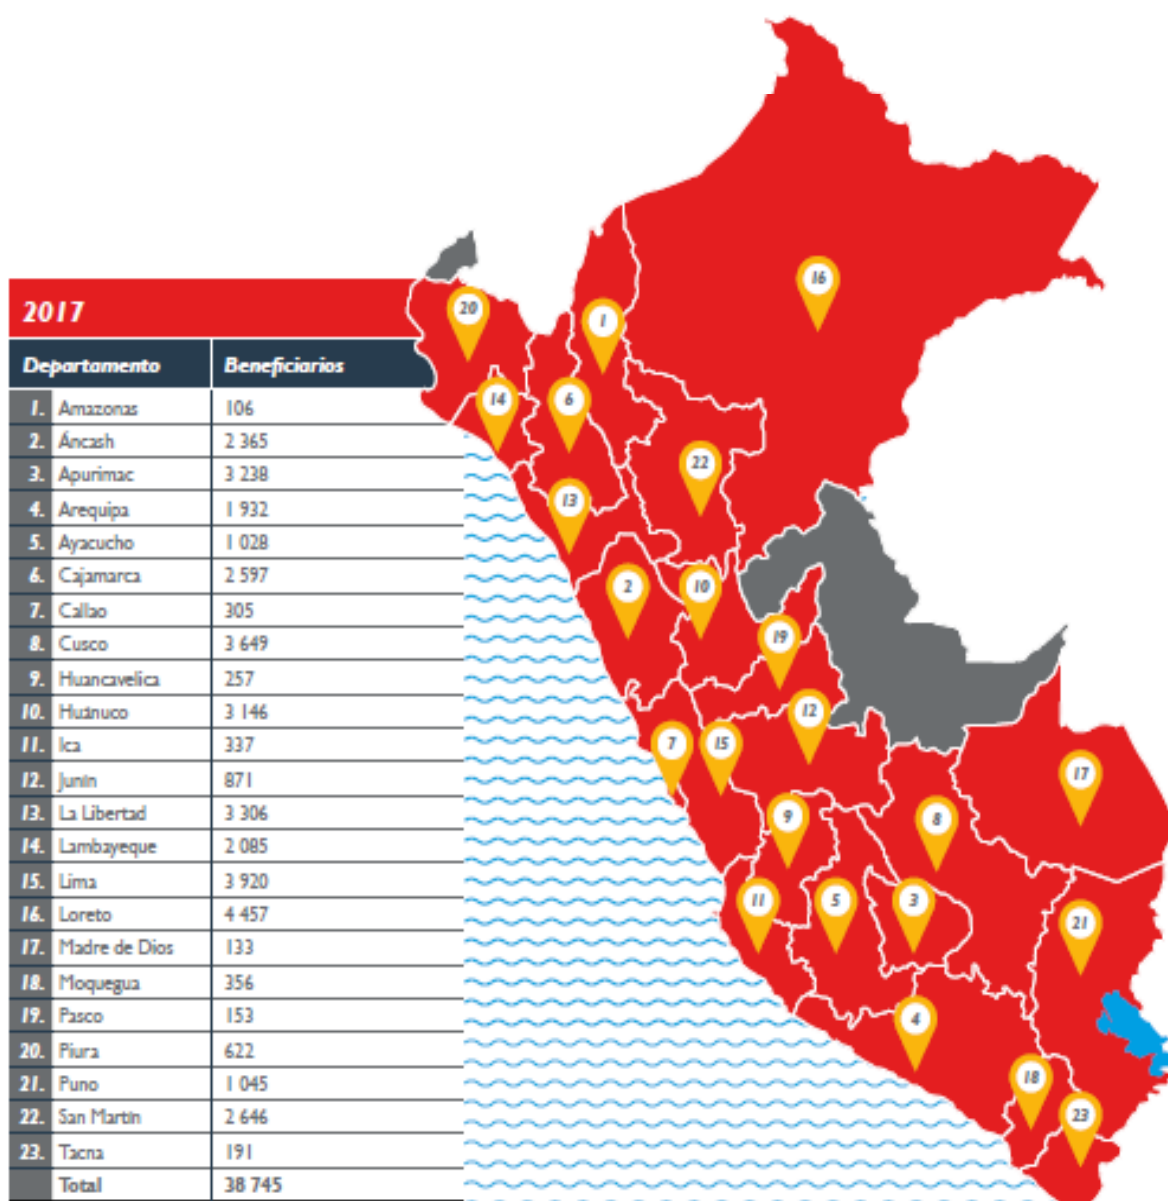 2017
Departamento Beneficiarios
1. Amazonas 106
2. Áncash 2 365
3. Apurimac 3 238
4. Arequipa 1 932
5. Ayacucho 1 028
6. Cajamarca 2 597
7. Callao 305
8. Cusco 3 649
9. Huancavelica 257
10. Huánuco 3 146
11. Ica 337
12. Junín 871
13. La Libertad 3 306
14. Lambayeque 2 085
15. Lima 3 920
16. Loreto 4 457
17. Madre de Dios 133
18. Moquegua 356
19. Pasco 153
20. Piura 622
21. Puno 1 045
22. San Martín 2 646
23. Tacna 191
Total 38 745
16
20
1
14
6
22
13
2
10
19
12
7
15
17
9
8
11
5
3
21
4
18
23